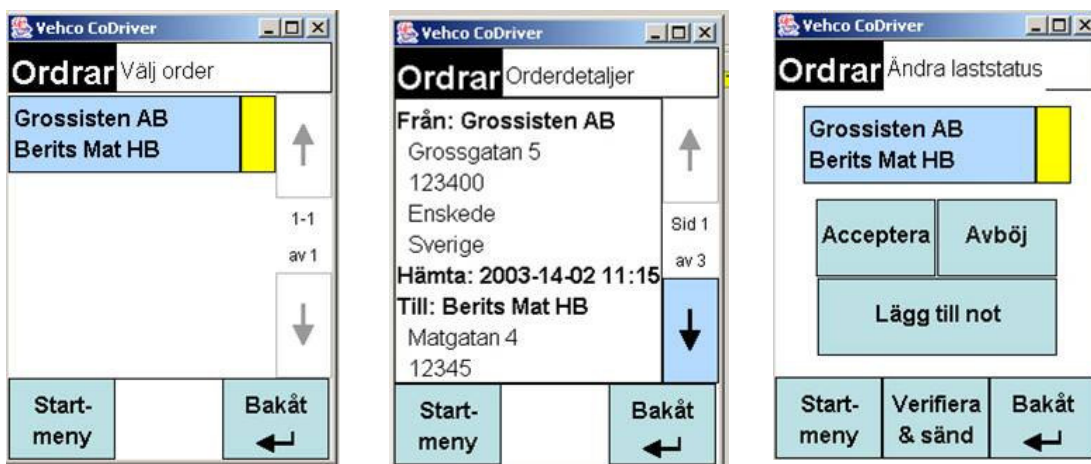 Vehco CoDriver
Ordrar Välj order
Grossisten AB
Berits Mat HB
1-1
av 1
Start-
meny
Bakåt
Vehco CoDriver
Ordrar Orderdetaljer
Från: Grossisten AB
Grossgatan 5
123400
Enskede
Sverige
Sid 1
av 3
Hämta: 2003-14-02 11:15
Till: Berits Mat HB
Matgatan 4
12345
Start-
meny
Bakåt
Vehco CoDriver
Ordrar Ändra laststatus
Grossisten AB
Berits Mat HB
Acceptera
Avböj
Lägg till not
Start-
meny
Verifiera
& sänd
Bakåt